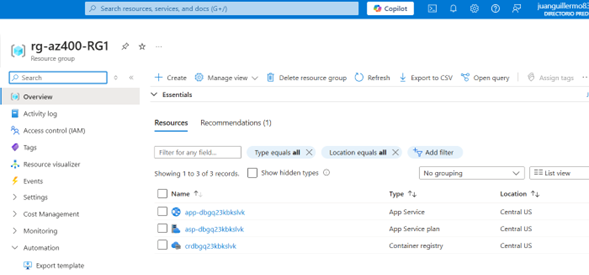 Search resources, services, and docs (G+/)
Copilot
juanguillermo83
DIRECTORIO PRED
rg-az400-RG1
Resource group
Search
Create
Manage view
Delete resource group
Refresh
Export to CSV
Open query
Assign tags
Overview
Activity log
Access control (IAM)
Tags
Resource visualizer
Events
Settings
Cost Management
Monitoring
Automation
Export template
Essentials
Resources
Recommendations (1)
Filter for any field...
Type equals all
Location equals all
Add filter
Showing 1 to 3 of 3 records.
Show hidden types
No grouping
List view
Name
Type
Location
app-dbgq23kbkslvk
App Service
Central US
asp-dbgq23kbkslvk
App Service plan
Central US
crdbgq23kbkslvk
Container registry
Central US